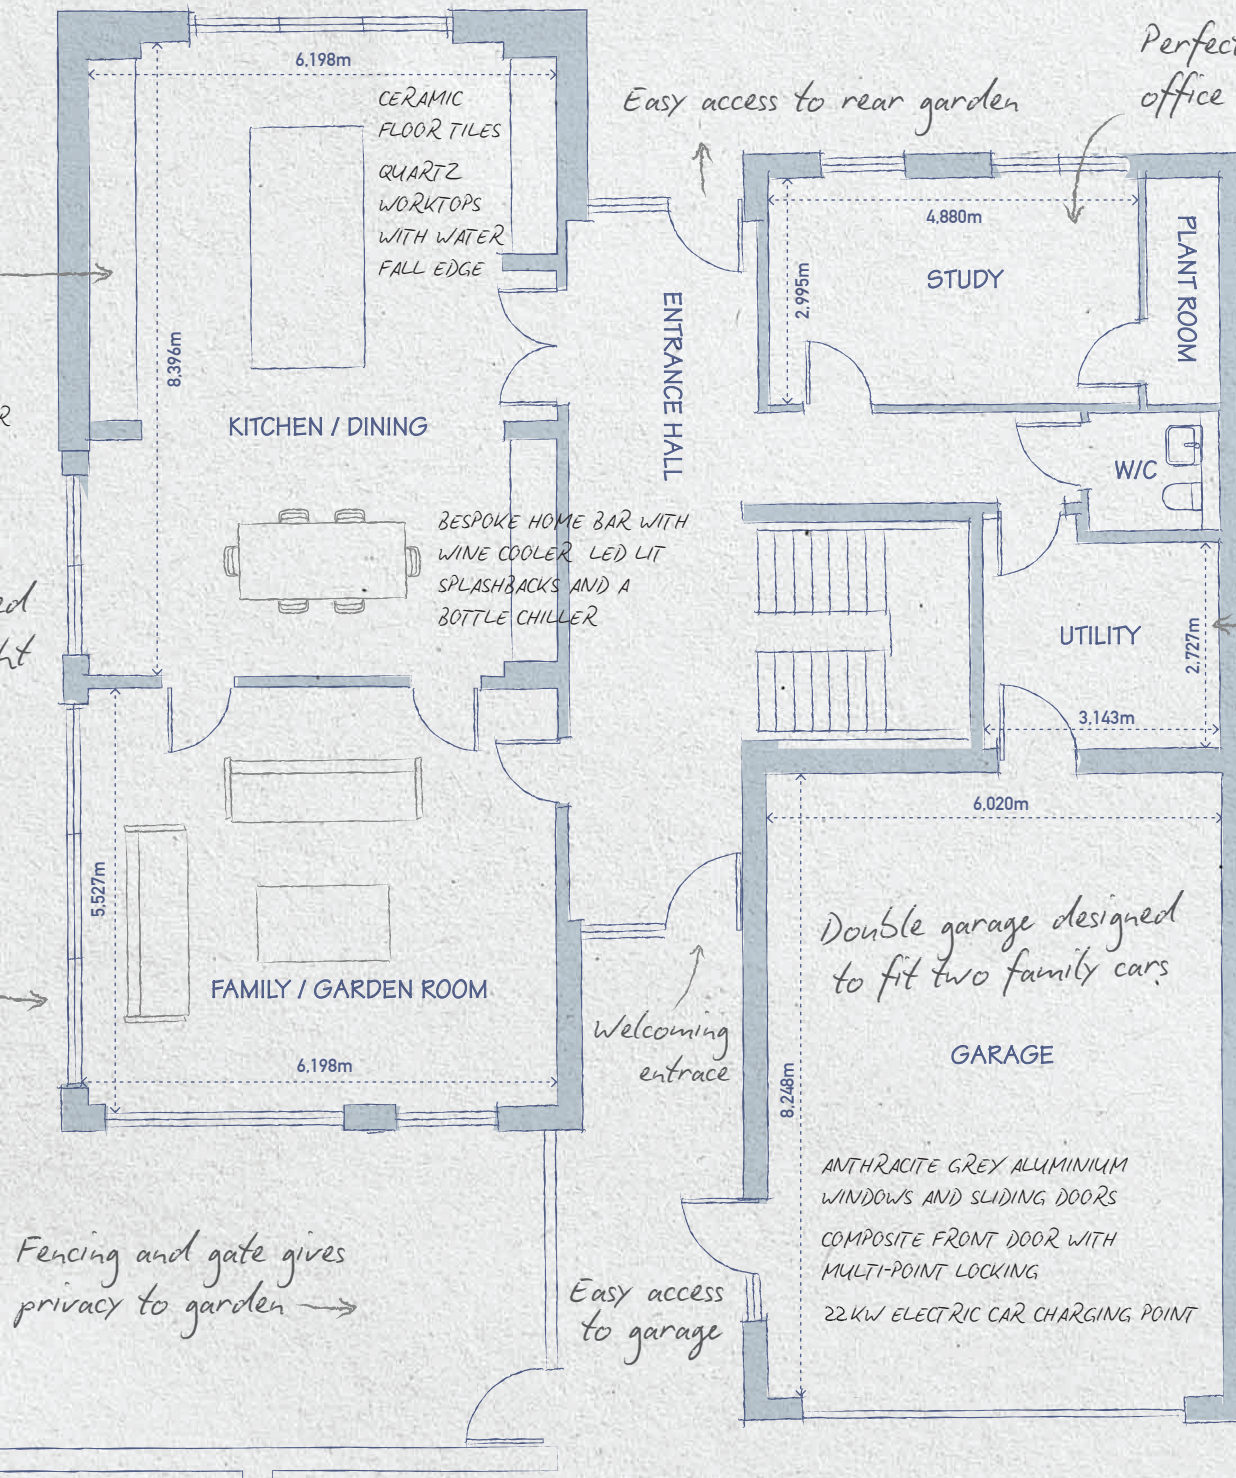 6,198m
CERAMIC
FLOOR TILES
QUARTZ
WORKTOPS
WITH WATER
FALL EDGE
8,396m
KITCHEN / DINING
Easy access to rear garden
Perfect
office
4,880m
2,995m
STUDY
PLANT ROOM
ENTRANCE HALL
W/C
BESPOKE HOME BAR WITH
WINE COOLER LED LIT
SPLASHBACKS AND A
BOTTLE CHILLER
UTILITY
2,727m
3,143m
5,527m
FAMILY / GARDEN ROOM
6,198m
Welcoming
entrace
6,020m
Double garage designed
to fit two family cars
GARAGE
8,248m
ANTHRACITE GREY ALUMINIUM
WINDOWS AND SLIDING DOORS
COMPOSITE FRONT DOOR WITH
MULTI-POINT LOCKING
22KW ELECTRIC CAR CHARGING POINT
Fencing and gate gives
privacy to garden
Easy access
to garage